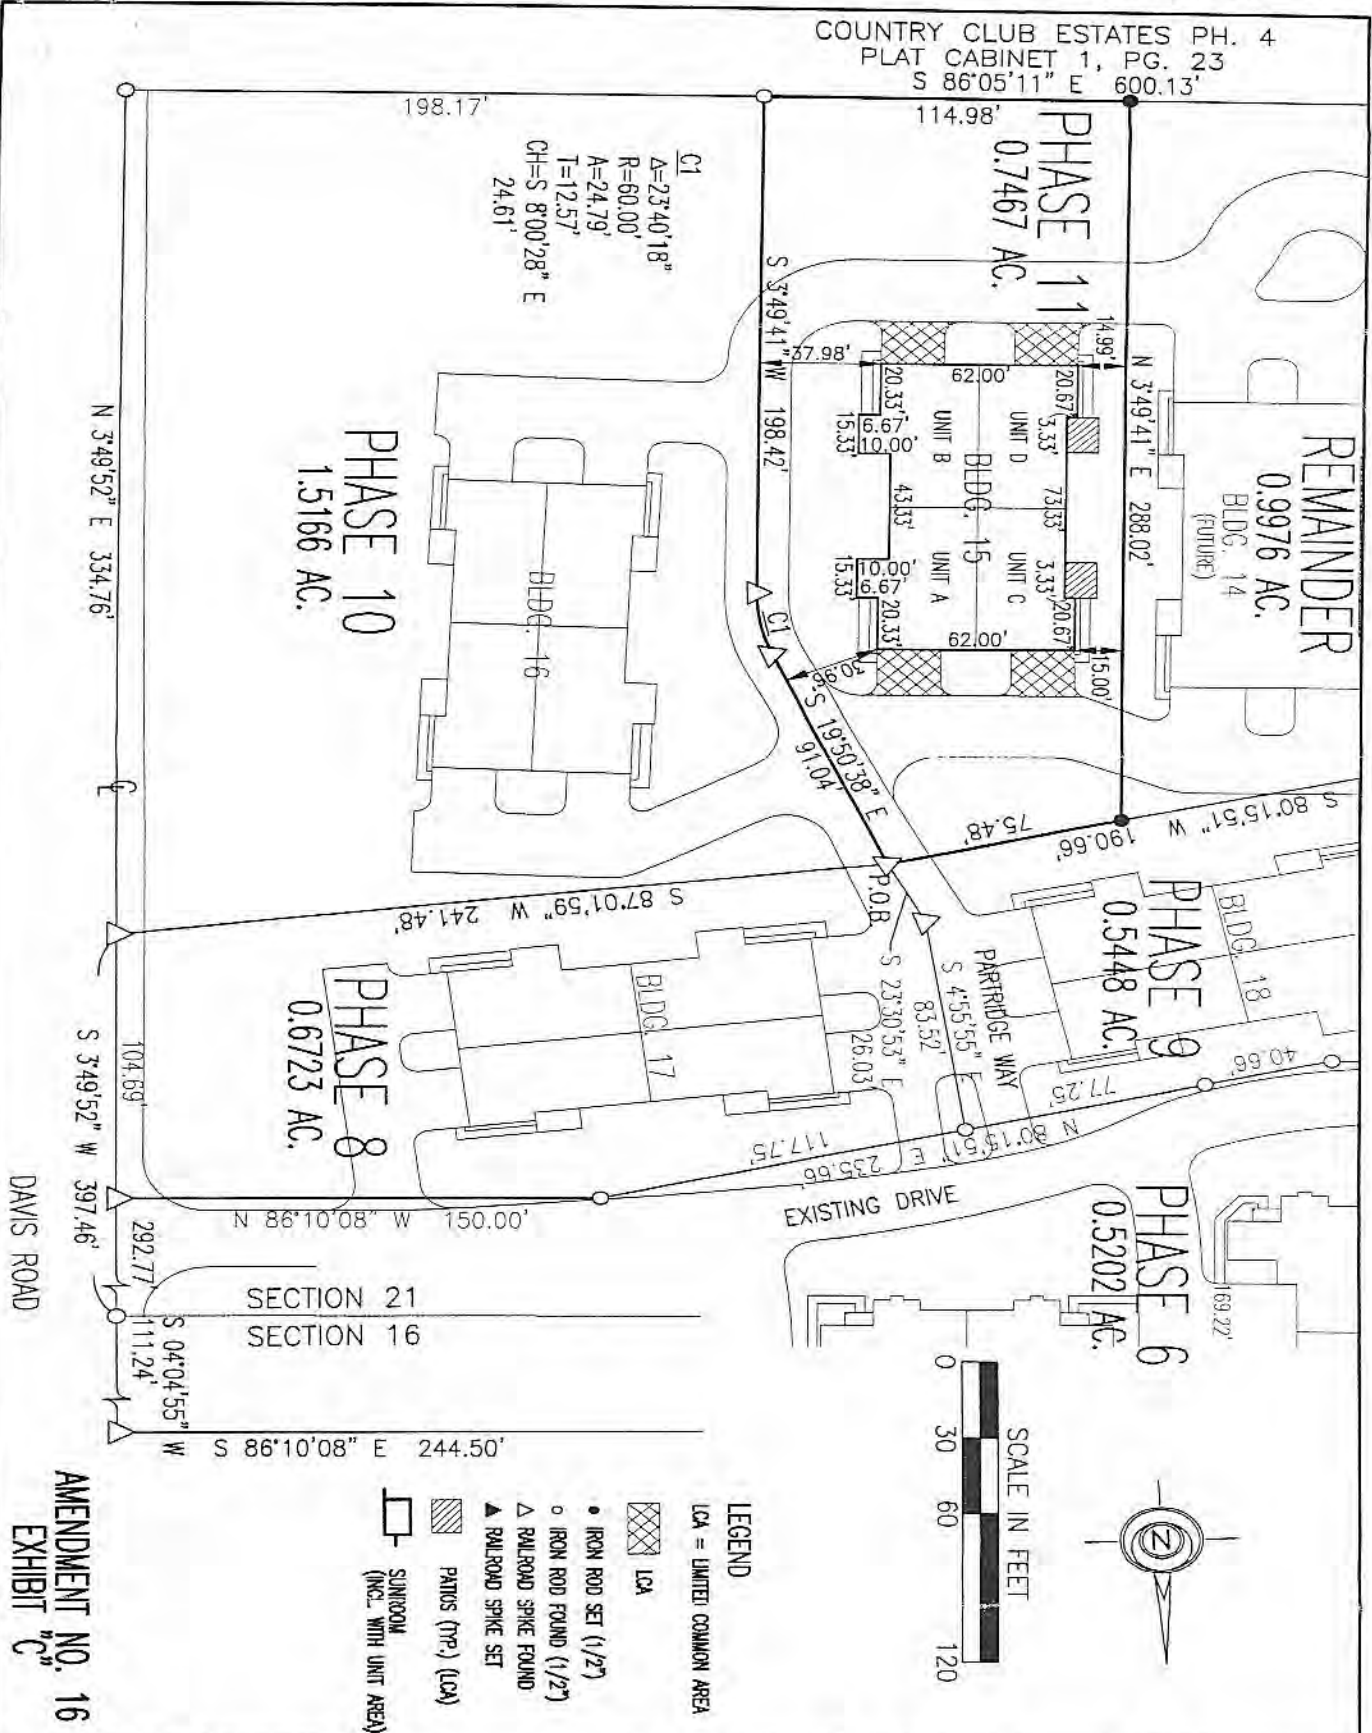 COUNTRY CLUB ESTATES PH. 4
PLAT CABINET 1, PG. 23
S 86°05'11" E 600.13'
198.17'
114.98'
C1
Δ=23°40'18"
R=60.00'
A=24.79'
T=12.57'
CH=S 8°00'28" E
24.61'
PHASE 11
0.7467 AC.
S 3°49'41" W 198.42'
37.98'
14.99'
N 3°49'41" E 288.02'
62.00'
20.33'
6.67'
10.00'
15.33'
UNIT B
UNIT D
20.67'
3.33'
BLDG. 15
43.33'
73.33'
UNIT A
UNIT C
3.33'
20.67'
10.00'
6.67'
15.33'
20.33'
62.00'
15.00'
30.96'
REMAINDER
0.9976 AC.
BLDG. 14
(FUTURE)
PHASE 10
1.5166 AC.
BLDG. 16
C1
S 19°50'38" E
91.04'
75.48'
S 80°15'51" W 190.66'
N 3°49'52" E 334.76'
S 87°01'59" W 241.48'
P.O.B.
S 23°30'53" E
26.03'
PARTRIDGE WAY
S 4°55'55" E
83.52'
PHASE 9
0.5448 AC.
BLDG. 18
40.66'
77.25'
N 80°15'51" E 235.66'
117.75'
BLDG. 17
PHASE 8
0.6723 AC.
104.69'
S 3°49'52" W 397.46'
N 86°10'08" W 150.00'
EXISTING DRIVE
PHASE 6
0.5202 AC.
169.22'
292.77'
DAVIS ROAD
SECTION 21
SECTION 16
S 04°04'55" W
111.24'
S 86°10'08" E 244.50'
SCALE IN FEET
0 30 60 120
N
LEGEND
LCA = LIMITED COMMON AREA
LCA
IRON ROD SET (1/2")
IRON ROD FOUND (1/2")
RAILROAD SPIKE FOUND
RAILROAD SPIKE SET
PATIOS (TYP.) (LCA)
SUNROOM
(INCL. WITH UNIT AREA)
AMENDMENT NO. 16
EXHIBIT "C"